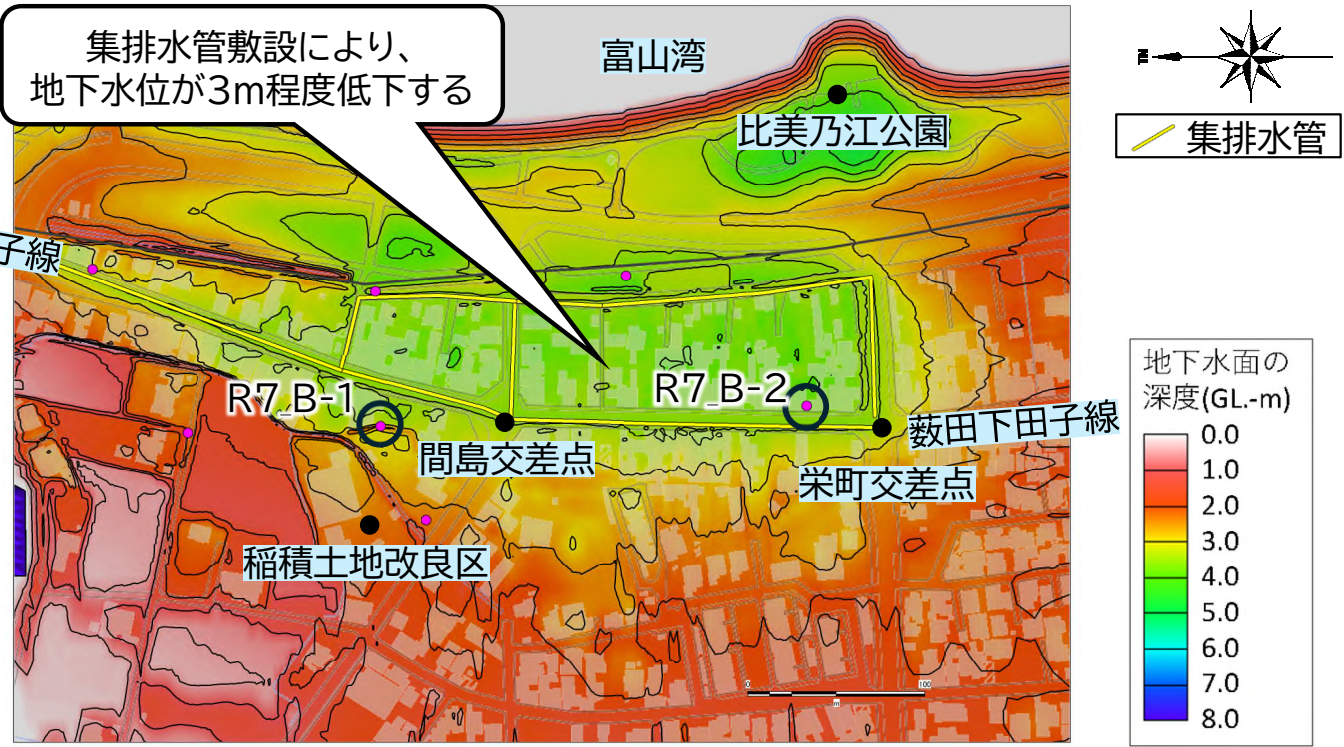 集排水管敷設により、
地下水位が3m程度低下する
富山湾
比美乃江公園
子線
R7_B-1
R7_B-2
間島交差点
藪田下田子線
栄町交差点
稲積土地改良区
0
100
m
集排水管
地下水面の
深度(GL.-m)
0.0
1.0
2.0
3.0
4.0
5.0
6.0
7.0
8.0